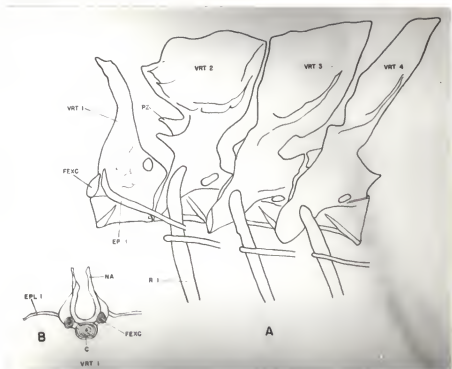 VRT 2
VRT 3
VRT 4
VRT 1
PZ
FEXC
EP 1
R 1
A
NA
EPL 1
B
FEXC
C
VRT 1